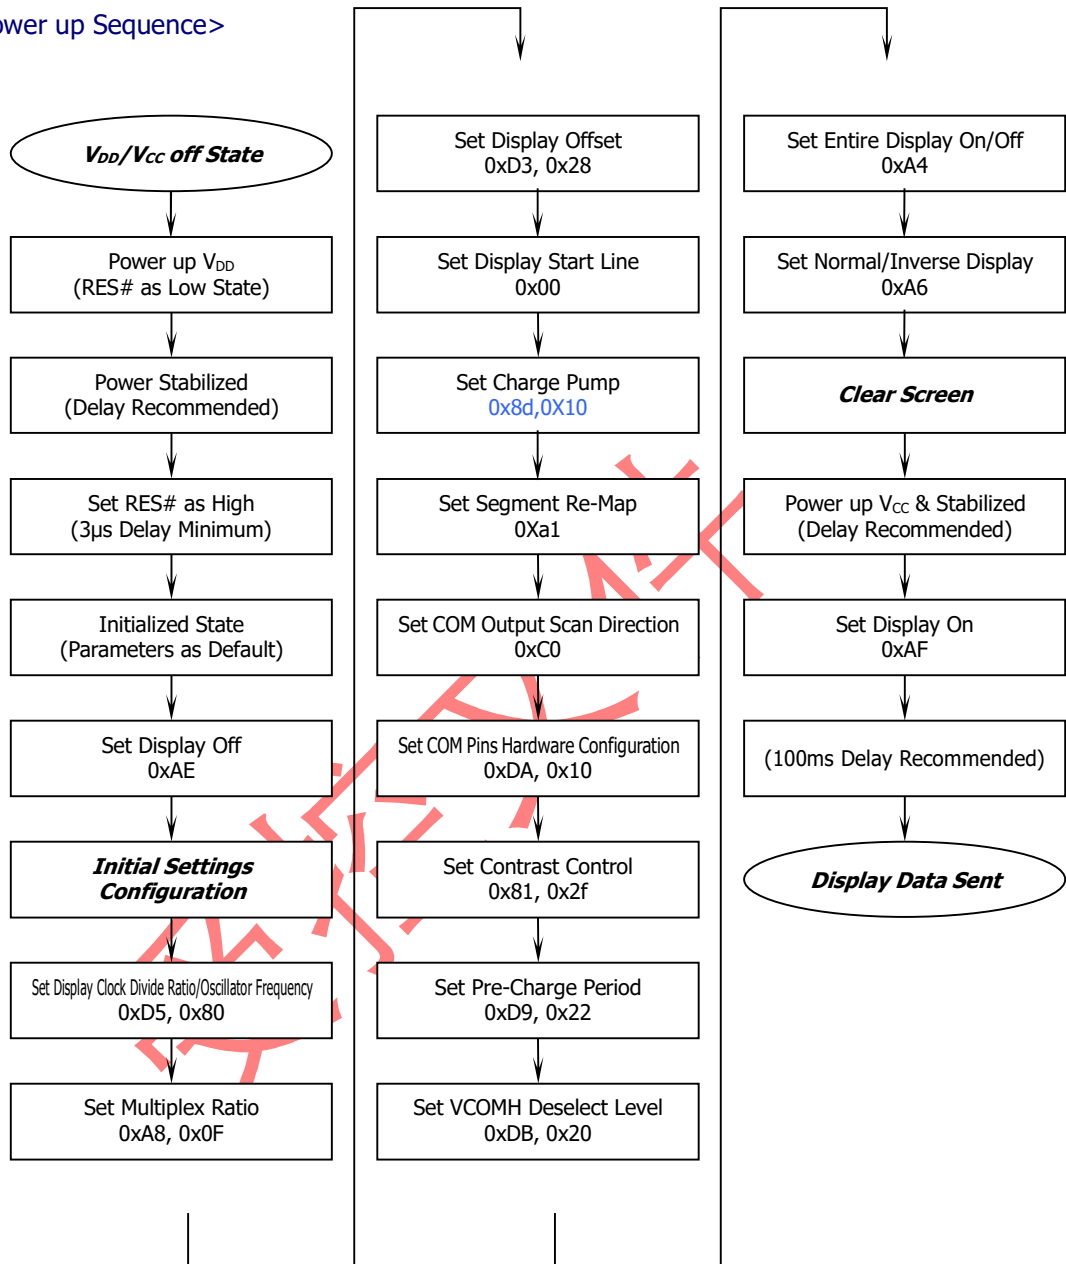 ower up Sequence>
VDD/VCC off State
Power up VDD
(RES# as Low State)
Power Stabilized
(Delay Recommended)
Set RES# as High
(3μs Delay Minimum)
Initialized State
(Parameters as Default)
Set Display Off
0xAE
Initial Settings
Configuration
Set Display Clock Divide Ratio/Oscillator Frequency
0xD5, 0x80
Set Multiplex Ratio
0xA8, 0x0F
Set Display Offset
0xD3, 0x28
Set Display Start Line
0x00
Set Charge Pump
0x8d,0X10
Set Segment Re-Map
0Xa1
Set COM Output Scan Direction
0xC0
Set COM Pins Hardware Configuration
0xDA, 0x10
Set Contrast Control
0x81, 0x2f
Set Pre-Charge Period
0xD9, 0x22
Set VCOMH Deselect Level
0xDB, 0x20
Set Entire Display On/Off
0xA4
Set Normal/Inverse Display
0xA6
Clear Screen
Power up VCC & Stabilized
(Delay Recommended)
Set Display On
0xAF
(100ms Delay Recommended)
Display Data Sent